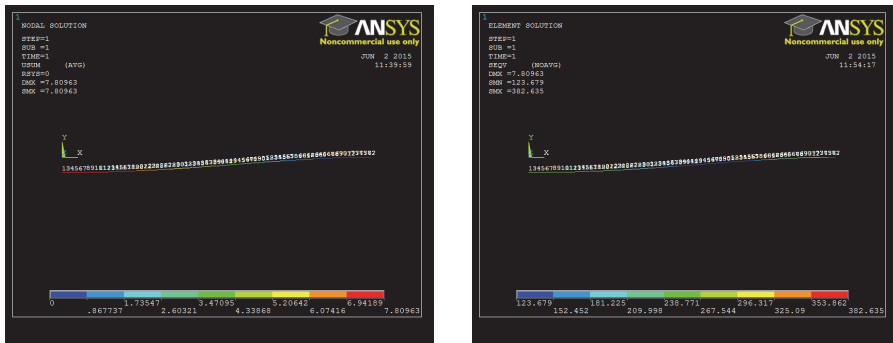 1
NODAL SOLUTION
STEP=1
SUB =1
TIME=1
USUM (AVG)
RSYS=0
DMX =7.80963
SMX =7.80963
ANSYS
Noncommercial use only
JUN 2 2015
11:39:59
Y
X
0
1.73547
3.47095
5.20642
6.94189
.867737
2.60321
4.33868
6.07416
7.80963
1
ELEMENT SOLUTION
STEP=1
SUB =1
TIME=1
SEQV (NOAVG)
DMX =7.80963
SMN =123.679
SMX =382.635
ANSYS
Noncommercial use only
JUN 2 2015
11:54:17
Y
X
123.679
181.225
238.771
296.317
353.862
152.452
209.998
267.544
325.09
382.635